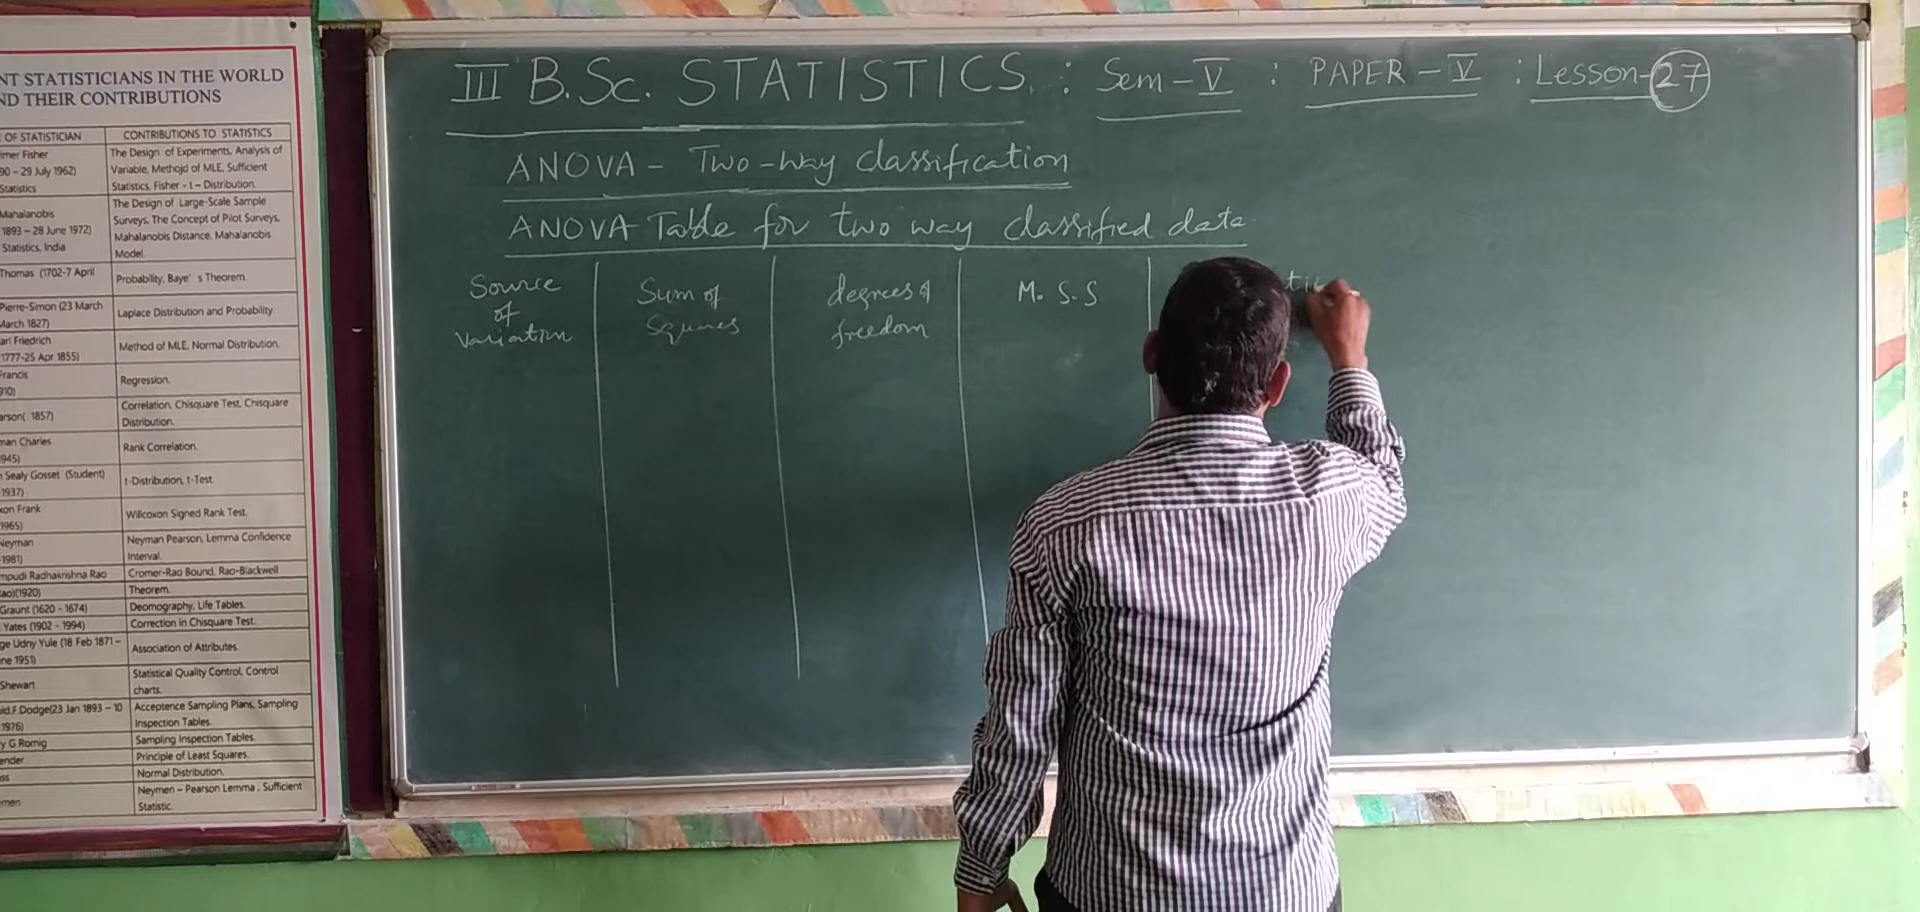 NT STATISTICIANS IN THE WORLD
ND THEIR CONTRIBUTIONS
OF STATISTICIAN CONTRIBUTIONS TO STATISTICS
lmer Fisher The Design of Experiments, Analysis of
90 – 29 July 1962) Variable, Methojd of MLE, Sufficient
Statistics Statistics, Fisher - t – Distribution.
Mahalanobis The Design of Large-Scale Sample
1893 – 28 June 1972) Surveys, The Concept of Pilot Surveys,
Statistics, India Mahalanobis Distance, Mahalanobis
Model.
Thomas (1702-7 April Probability, Baye' s Theorem.
Pierre-Simon (23 March Laplace Distribution and Probability.
March 1827)
arl Friedrich Method of MLE, Normal Distribution.
1777-25 Apr 1855)
Francis Regression.
910)
arson( 1857) Correlation, Chisquare Test, Chisquare
Distribution.
man Charles Rank Correlation.
945)
Sealy Gosset (Student) t-Distribution, t-Test.
1937)
xon Frank Willcoxon Signed Rank Test.
1965)
Neyman Neyman Pearson, Lemma Confidence
-1981) Interval.
mpudi Radhakrishna Rao Cromer-Rao Bound, Rao-Blackwell
ao)(1920) Theorem.
Graunt (1620 - 1674) Deomography, Life Tables.
Yates (1902 - 1994) Correction in Chisquare Test.
ge Udny Yule (18 Feb 1871 – Association of Attributes.
ne 1951)
Shewart Statistical Quality Control, Control
charts.
ld.F Dodge(23 Jan 1893 – 10 Acceptence Sampling Plans, Sampling
1976) Inspection Tables.
y G Romig Sampling Inspection Tables.
ender Principle of Least Squares.
ss Normal Distribution.
men Neymen – Pearson Lemma , Sufficient
Statistic.
III B.Sc. STATISTICS : Sem - V : PAPER - V : Lesson - 27
ANOVA - Two-way classification
ANOVA Table for two way classified data
Source
of
Variation
Sum of
Squares
degrees of
freedom
M. S. S